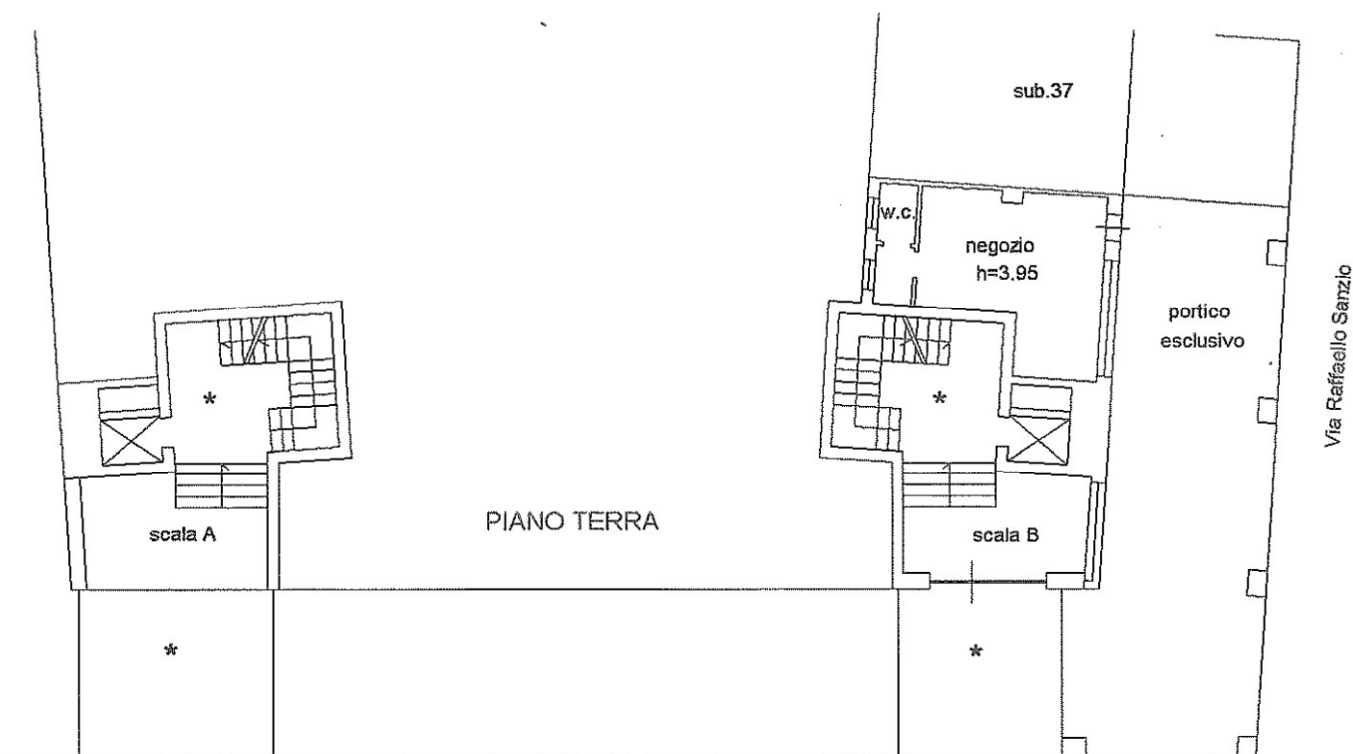 sub.37
w.c.
negozio
h=3.95
portico
esclusivo
Via Raffaello Sanzio
*
*
scala A
PIANO TERRA
scala B
*
*